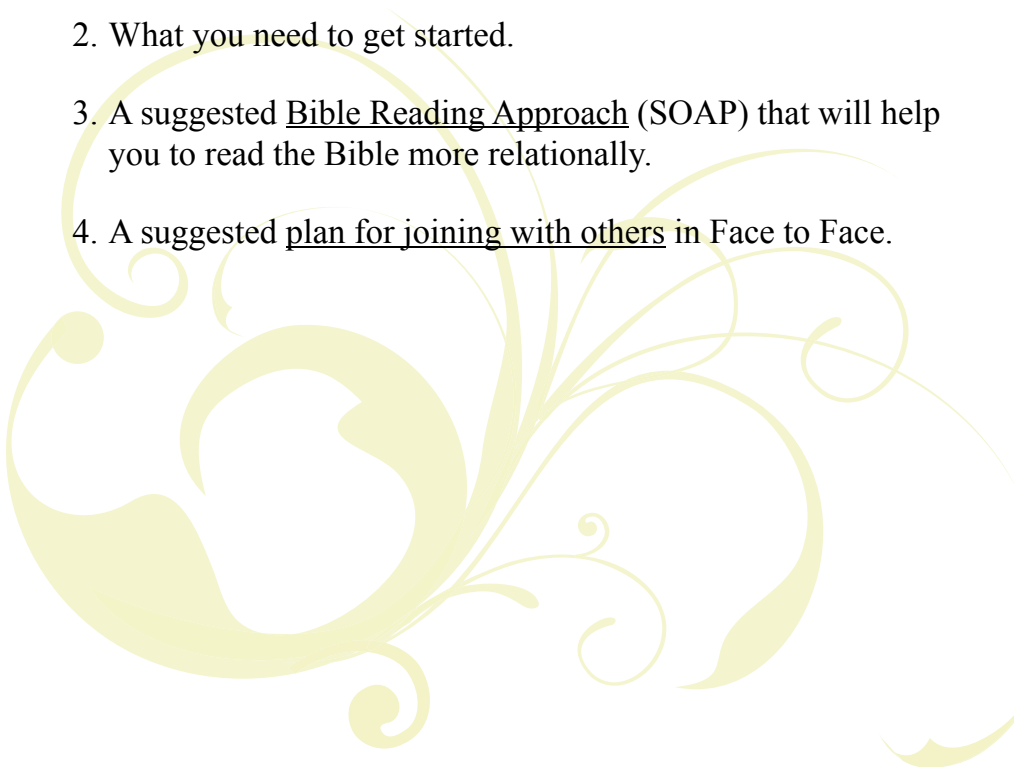 2. What you need to get started.
3. A suggested Bible Reading Approach (SOAP) that will help
you to read the Bible more relationally.
4. A suggested plan for joining with others in Face to Face.